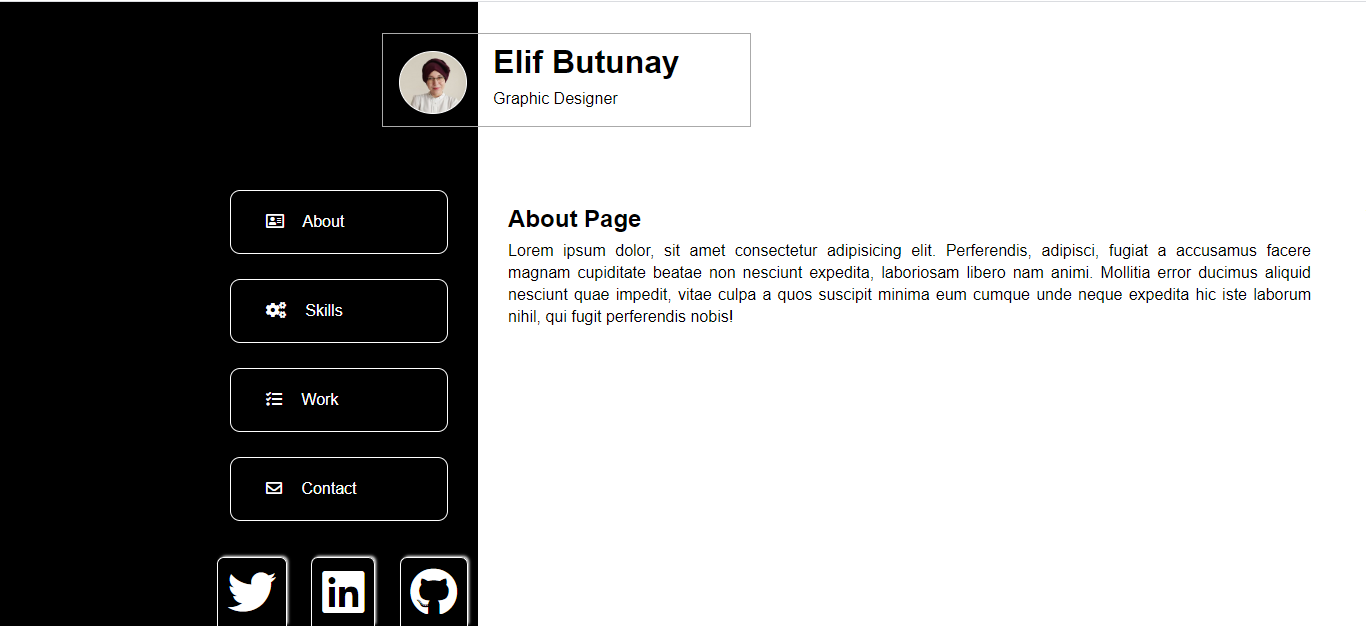 Elif Butunay
Graphic Designer
About
Skills
Work
Contact
About Page
Lorem ipsum dolor, sit amet consectetur adipisicing elit. Perferendis, adipisci, fugiat a accusamus facere
magnam cupiditate beatae non nesciunt expedita, laboriosam libero nam animi. Mollitia error ducimus aliquid
nesciunt quae impedit, vitae culpa a quos suscipit minima eum cumque unde neque expedita hic iste laborum
nihil, qui fugit perferendis nobis!
in